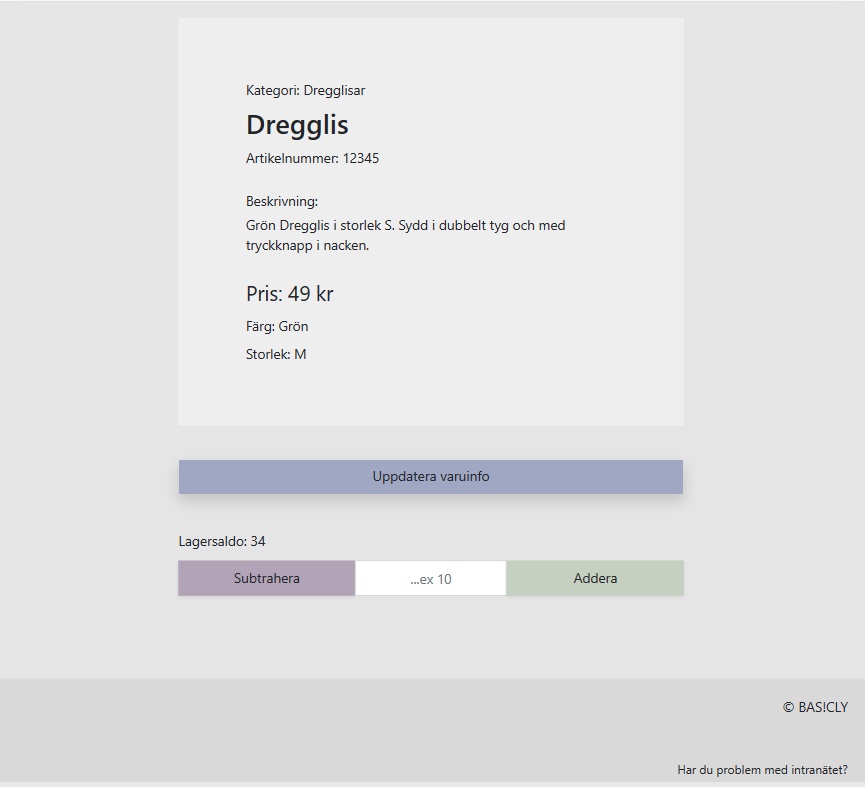 Kategori: Dregglisar
Dregglis
Artikelnummer: 12345
Beskrivning:
Grön Dregglis i storlek S. Sydd i dubbelt tyg och med
tryckknapp i nacken.
Pris: 49 kr
Färg: Grön
Storlek: M
Uppdatera varuinfo
Lagersaldo: 34
Subtrahera
...ex 10
Addera
© BAS!CLY
Har du problem med intranätet?